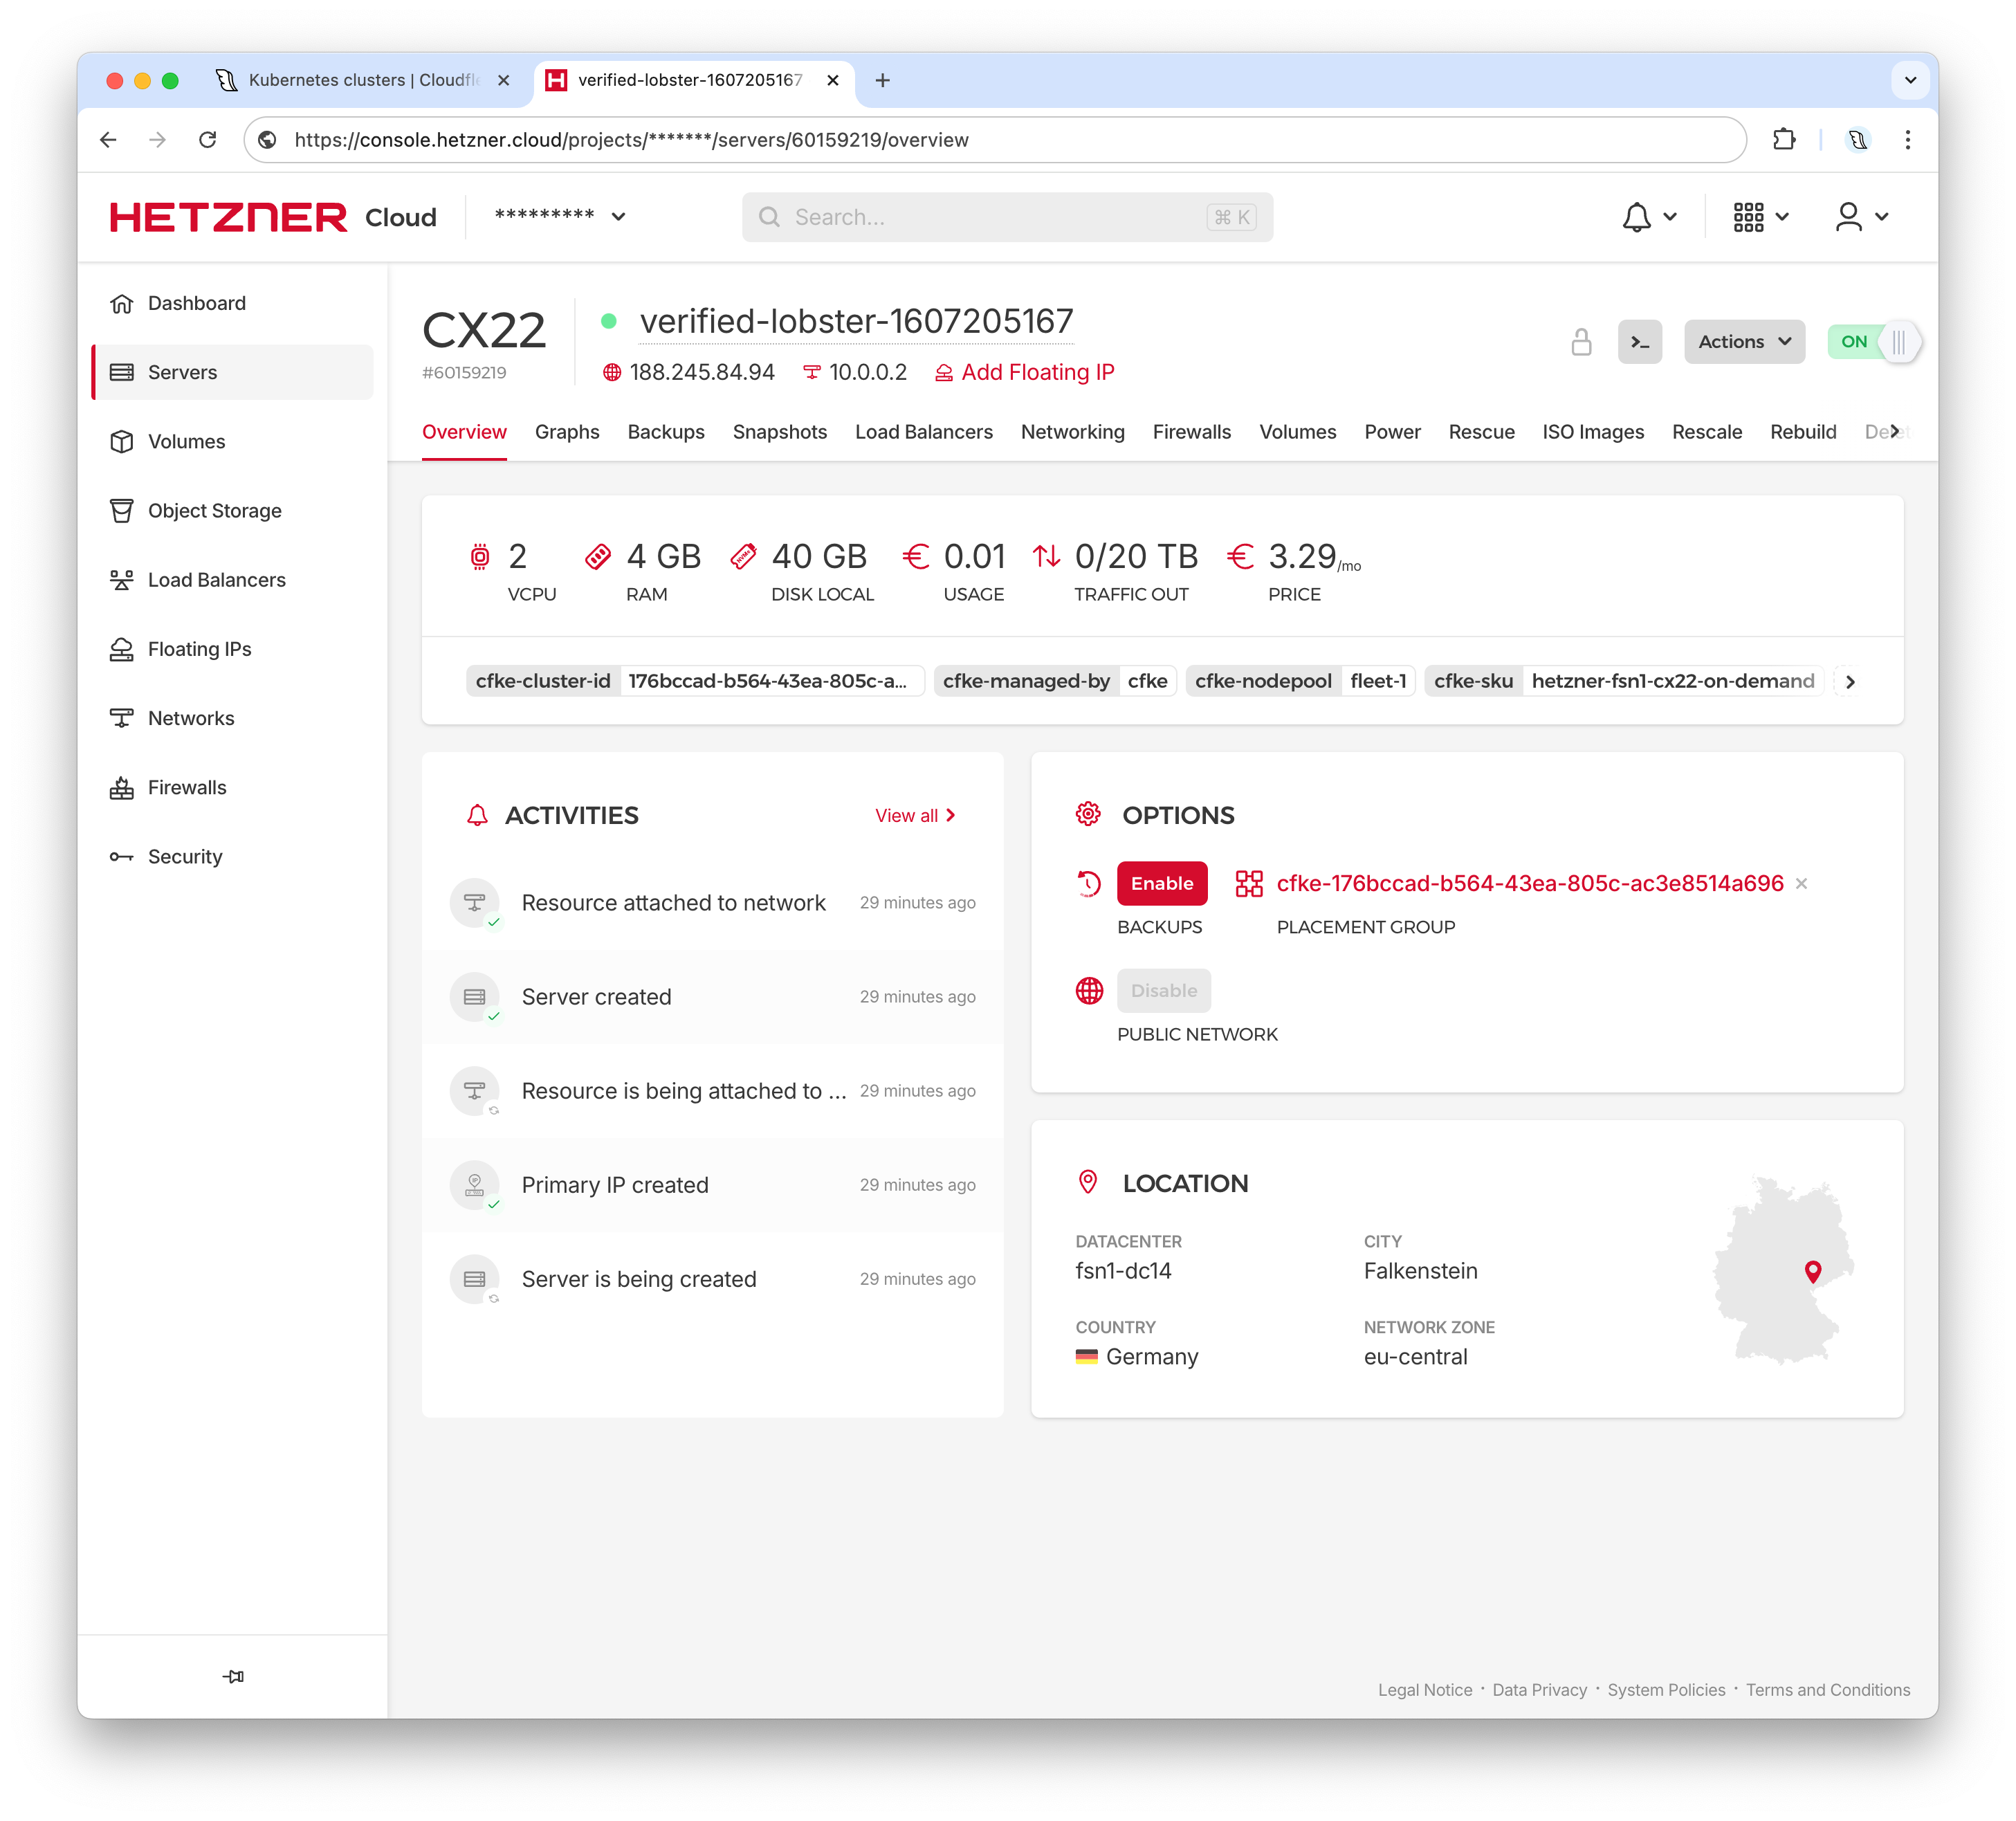 Kubernetes clusters | Cloudfle
verified-lobster-1607205167
https://console.hetzner.cloud/projects/*******/servers/60159219/overview
HETZNER Cloud
*********
Search...
⌘ K
Dashboard
Servers
Volumes
Object Storage
Load Balancers
Floating IPs
Networks
Firewalls
Security
CX22
#60159219
verified-lobster-1607205167
188.245.84.94 10.0.0.2 Add Floating IP
Actions
ON
Overview Graphs Backups Snapshots Load Balancers Networking Firewalls Volumes Power Rescue ISO Images Rescale Rebuild
2 4 GB 40 GB € 0.01 0/20 TB € 3.29/mo
VCPU RAM DISK LOCAL USAGE TRAFFIC OUT PRICE
cfke-cluster-id 176bccad-b564-43ea-805c-a... cfke-managed-by cfke cfke-nodepool fleet-1 cfke-sku hetzner-fsn1-cx22-on-demand
ACTIVITIES View all
Resource attached to network 29 minutes ago
Server created 29 minutes ago
Resource is being attached to ... 29 minutes ago
Primary IP created 29 minutes ago
Server is being created 29 minutes ago
OPTIONS
Enable cfke-176bccad-b564-43ea-805c-ac3e8514a696
BACKUPS PLACEMENT GROUP
Disable
PUBLIC NETWORK
LOCATION
DATACENTER CITY
fsn1-dc14 Falkenstein
COUNTRY NETWORK ZONE
Germany eu-central
Legal Notice · Data Privacy · System Policies · Terms and Conditions